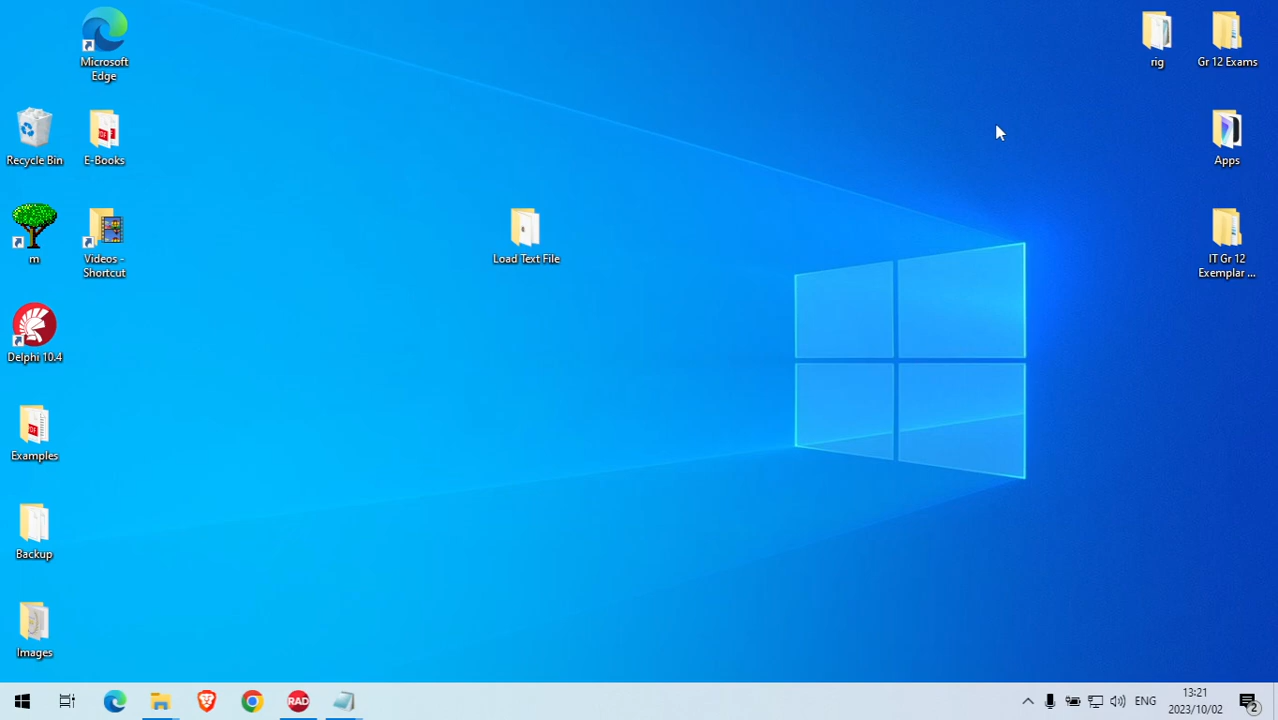 Microsoft
Edge
rig
Gr 12 Exams
Recycle Bin
E-Books
Apps
m
Videos -
Shortcut
Load Text File
IT Gr 12
Exemplar ...
Delphi 10.4
Examples
Backup
Images
RAD
ENG
13:21
2023/10/02
2